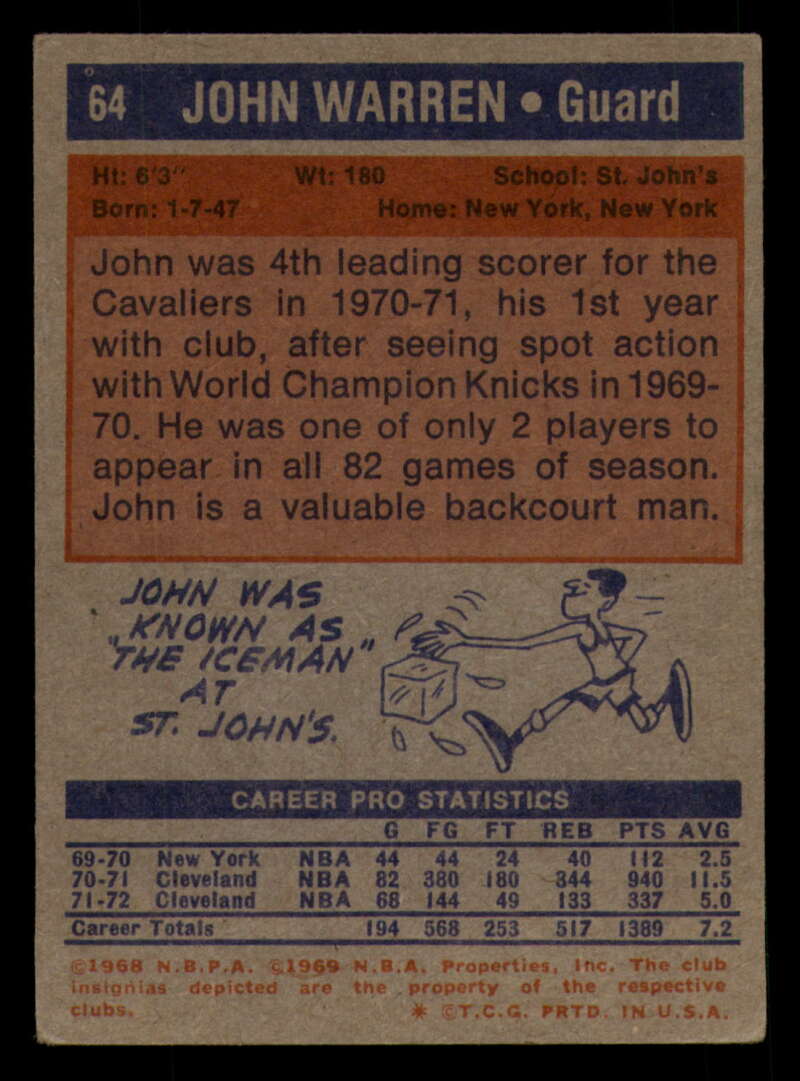 64 JOHN WARREN • Guard
Ht: 6'3" Wt: 180 School: St. John's
Born: 1-7-47 Home: New York, New York
John was 4th leading scorer for the
Cavaliers in 1970-71, his 1st year
with club, after seeing spot action
with World Champion Knicks in 1969-
70. He was one of only 2 players to
appear in all 82 games of season.
John is a valuable backcourt man.
JOHN WAS
KNOWN AS
"THE ICEMAN"
AT
ST. JOHN'S.
CAREER PRO STATISTICS
G FG FT REB PTS AVG
69-70 New York NBA 44 44 24 40 112 2.5
70-71 Cleveland NBA 82 380 180 344 940 11.5
71-72 Cleveland NBA 68 144 49 133 337 5.0
Career Totals 194 568 253 517 1389 7.2
©1968 N.B.P.A. ©1969 N.B.A. Properties, Inc. The club
insignias depicted are the property of the respective
clubs. * ©T.C.G. PRTD. IN U.S.A.